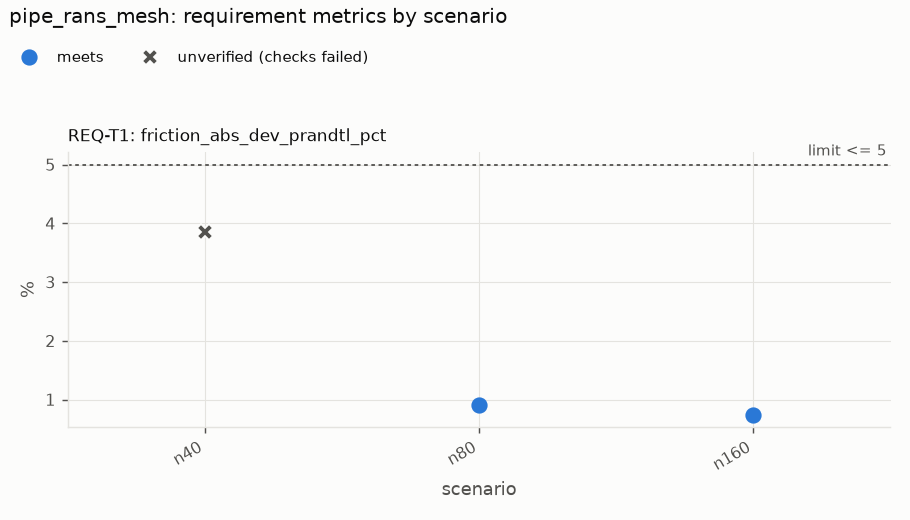 pipe_rans_mesh: requirement metrics by scenario
meets
unverified (checks failed)
REQ-T1: friction_abs_dev_prandtl_pct
limit <= 5
5
4
3
2
1
%
n40
n80
n160
scenario